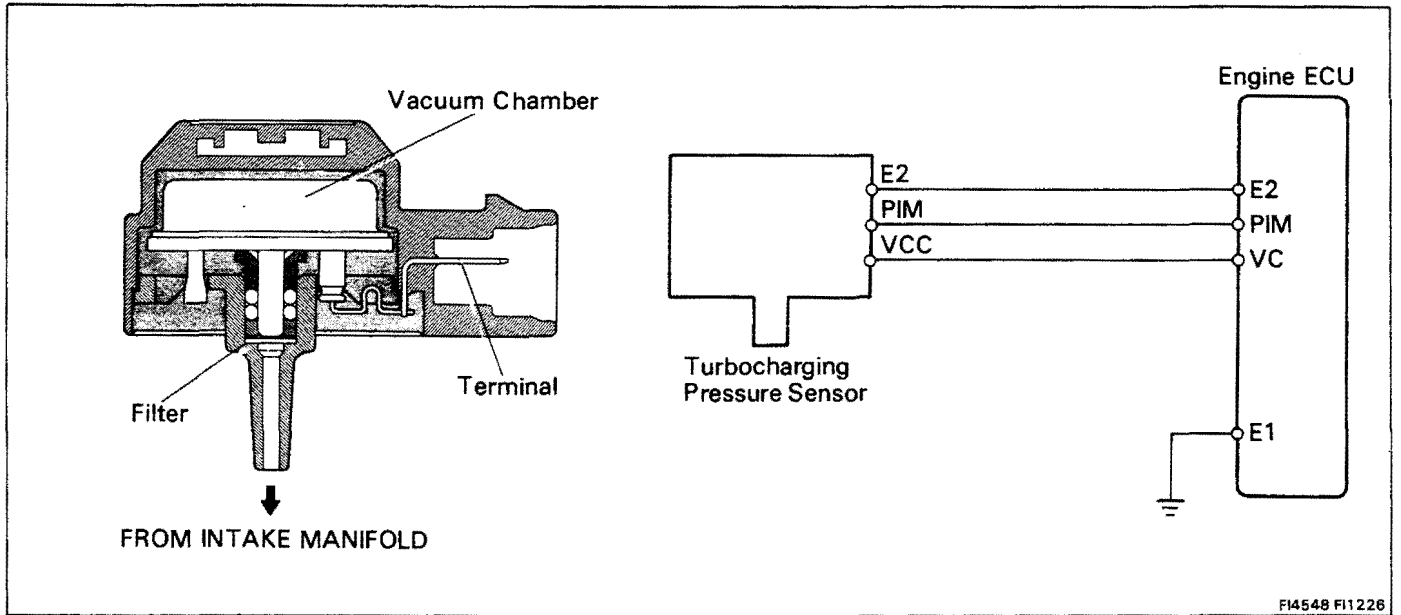 Vacuum Chamber
Terminal
Filter
FROM INTAKE MANIFOLD
Engine ECU
E2
PIM
VCC
E2
PIM
VC
E1
Turbocharging
Pressure Sensor
FI4548 FI1226